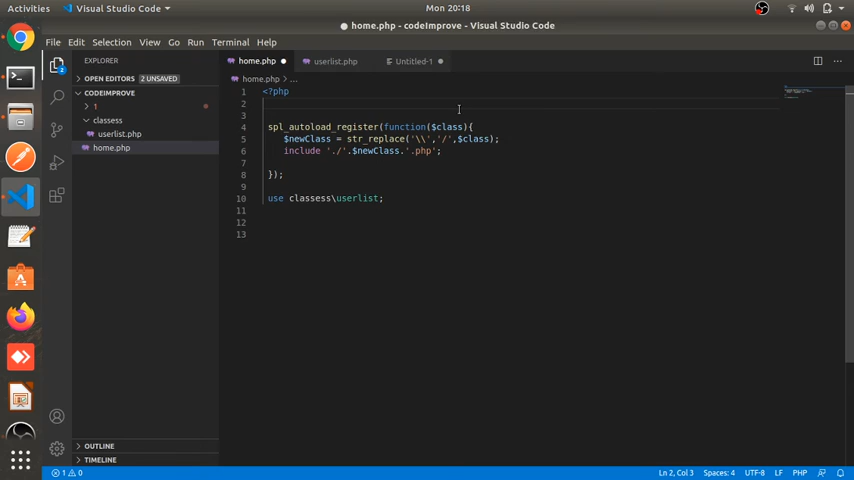 Activities
Visual Studio Code
Mon 20:18
● home.php - codeImprove - Visual Studio Code
File Edit Selection View Go Run Terminal Help
EXPLORER
home.php
userlist.php
Untitled-1
OPEN EDITORS 2 UNSAVED
home.php > ...
CODEIMPROVE
1
classess
userlist.php
home.php
OUTLINE
TIMELINE
2
1 <?php
2
3
4 spl_autoload_register(function($class){
5 $newClass = str_replace('\\','/',$class);
6 include './'.$newClass.'.php';
7
8 });
9
10 use classess\userlist;
11
12
13
1 0
Ln 2, Col 3 Spaces: 4 UTF-8 LF PHP